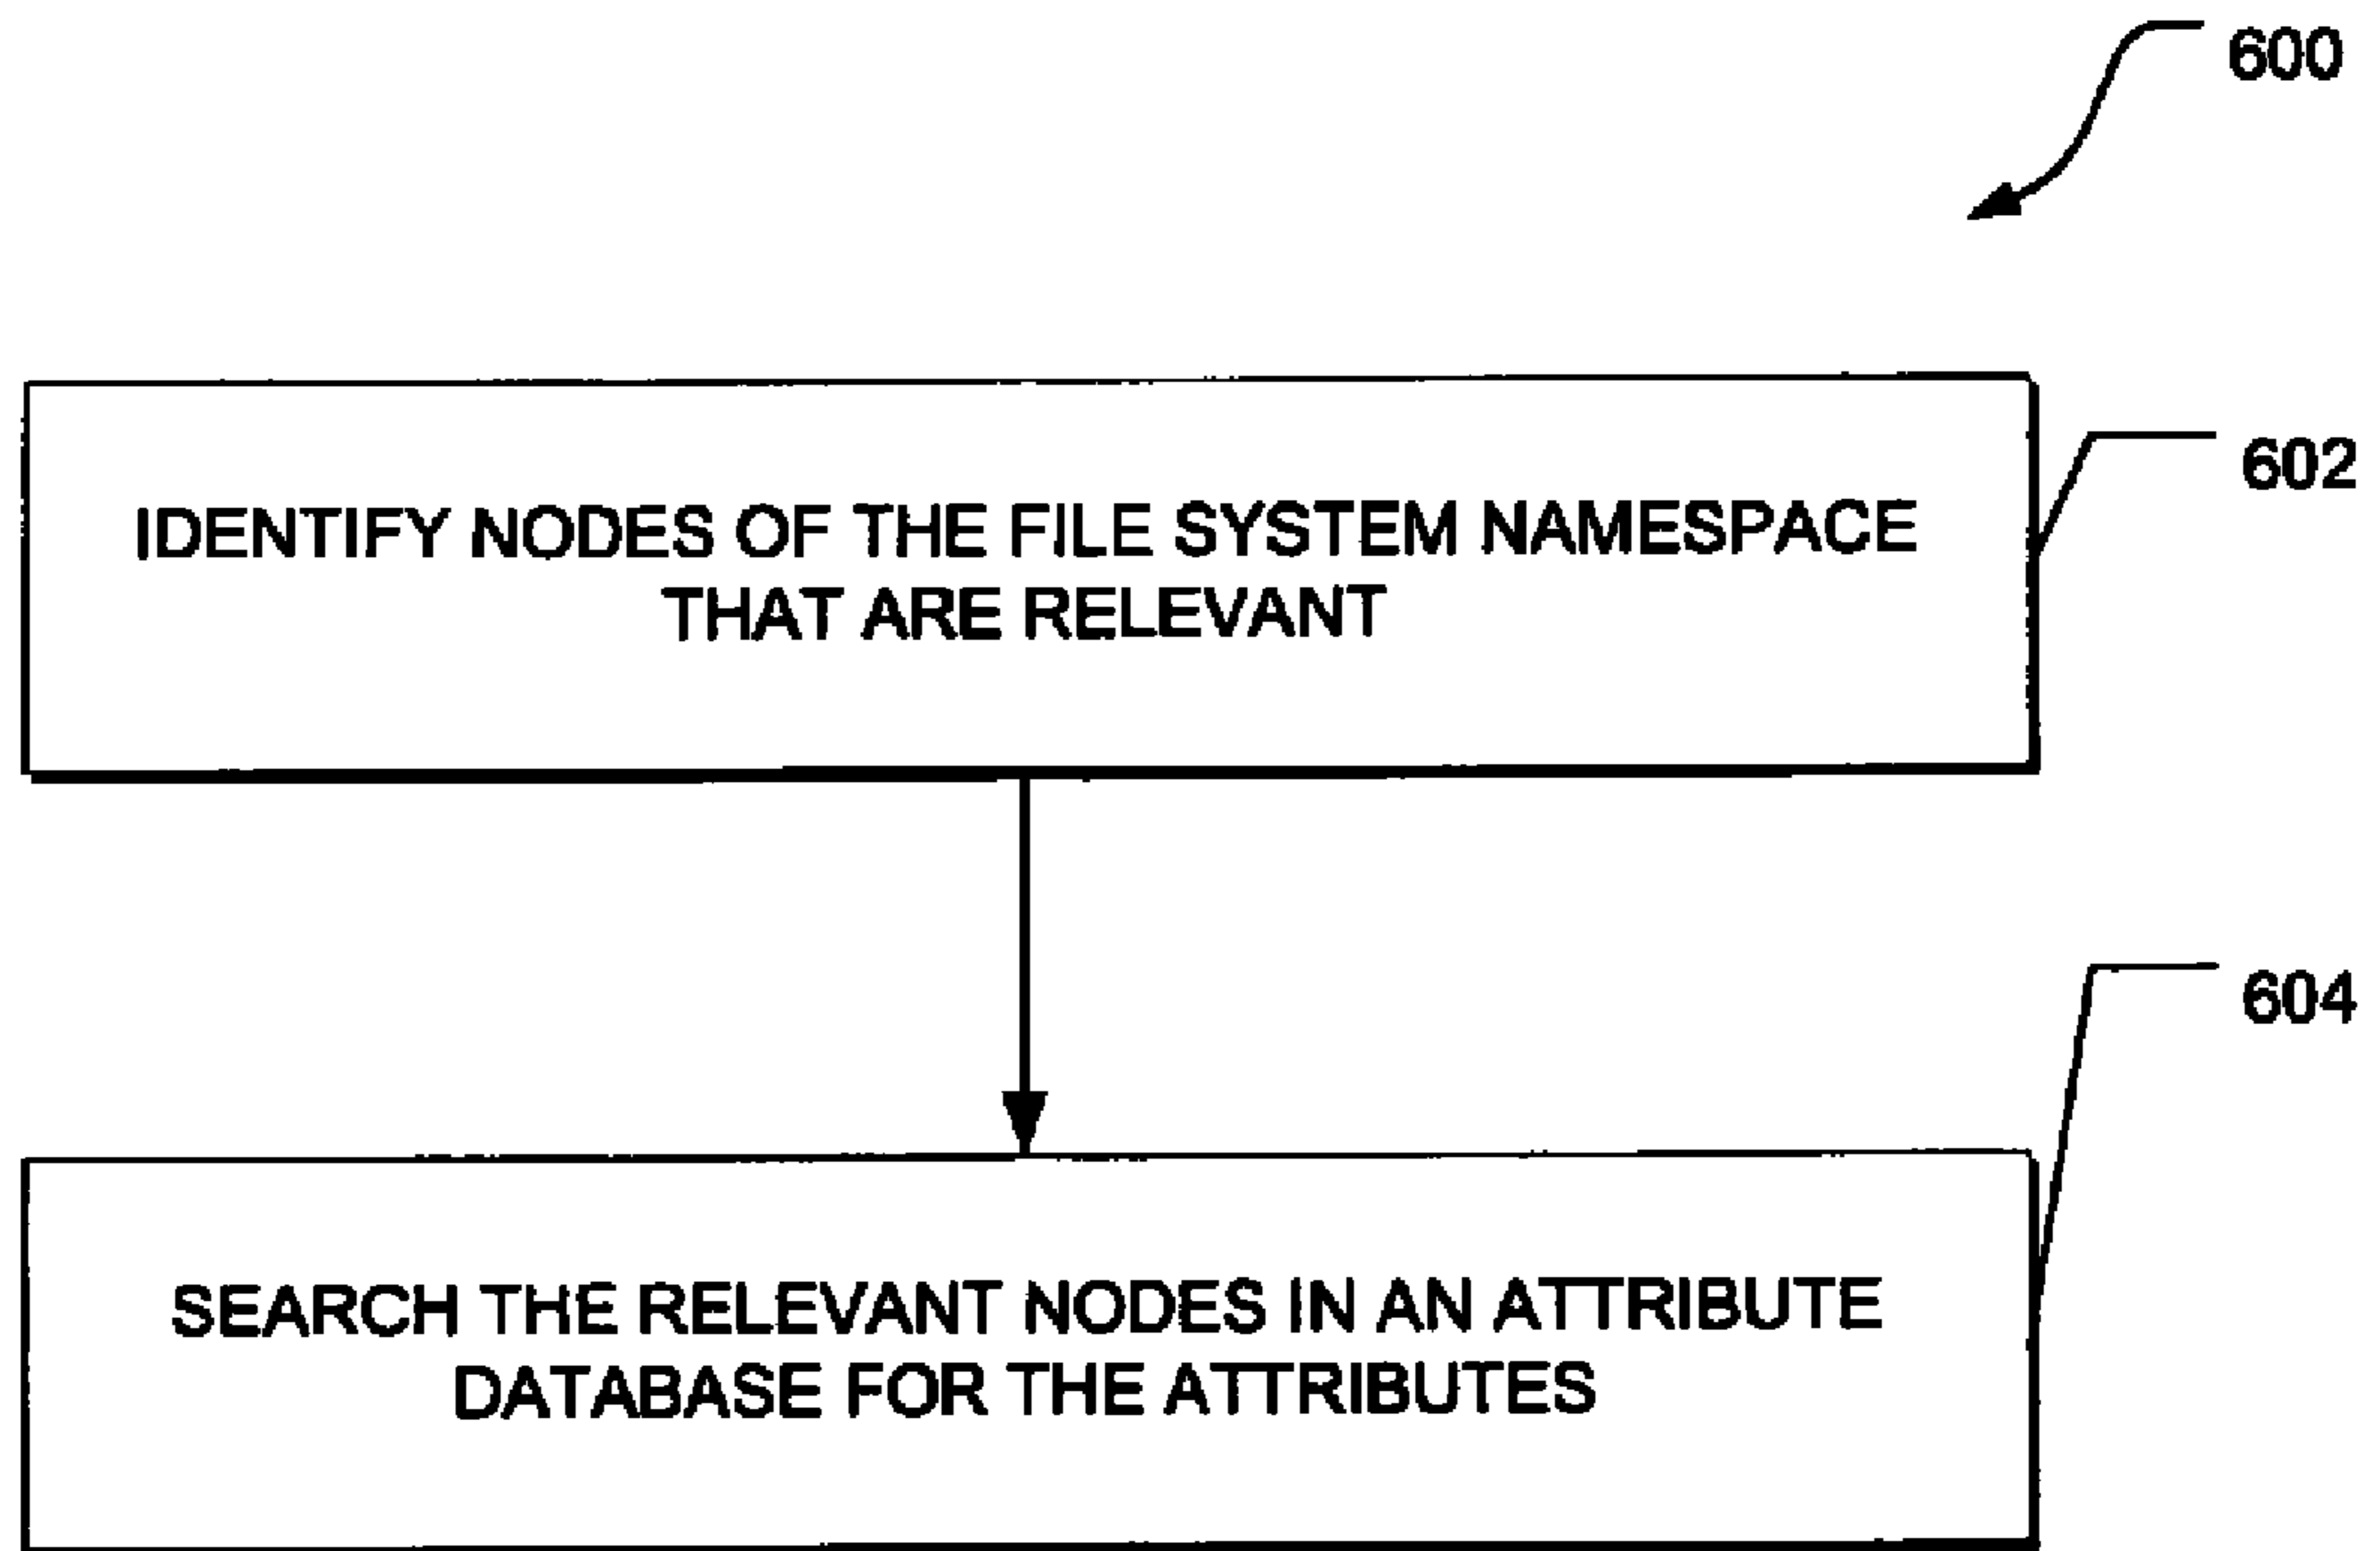 600
IDENTIFY NODES OF THE FILE SYSTEM NAMESPACE
THAT ARE RELEVANT
602
604
SEARCH THE RELEVANT NODES IN AN ATTRIBUTE
DATABASE FOR THE ATTRIBUTES